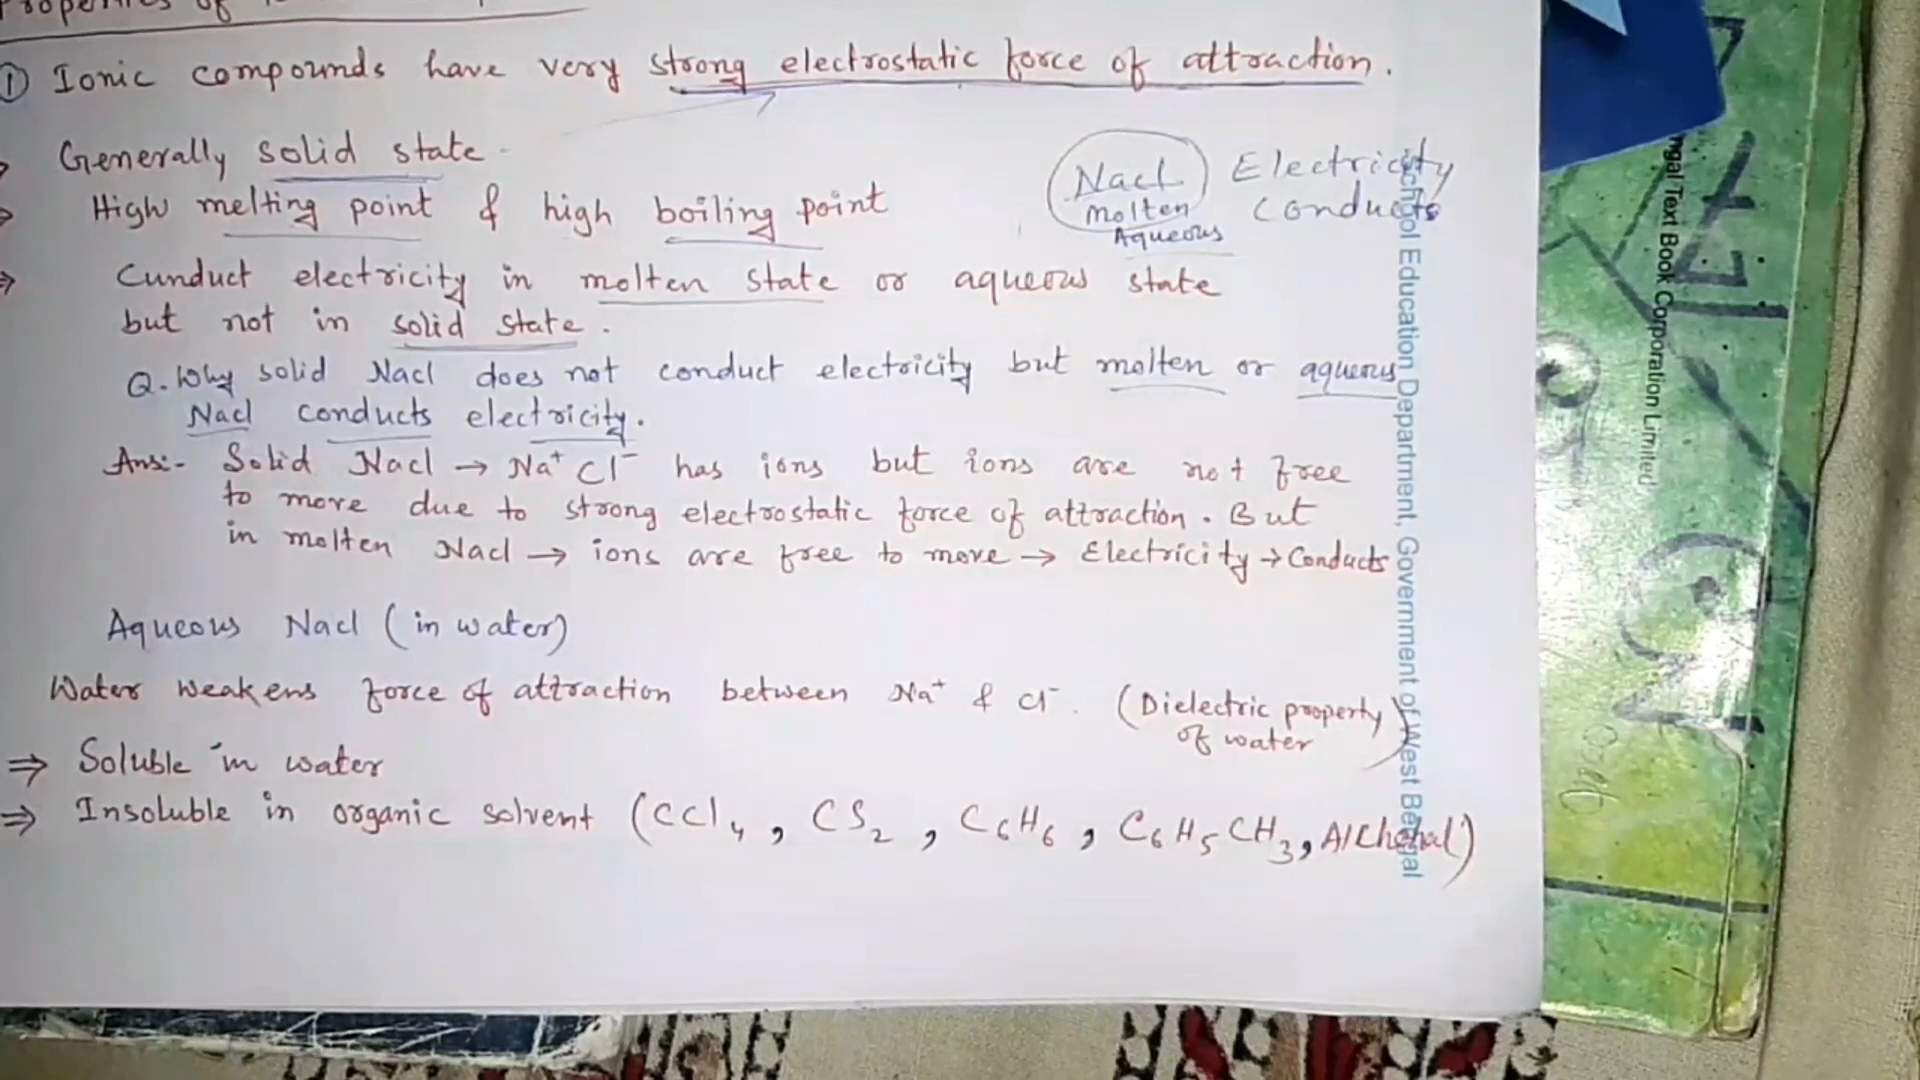 Properties of
① Ionic compounds have very strong electrostatic force of attraction.
Generally solid state
High melting point & high boiling point
Nacl Electricity
molten Conducts
Aqueous
Cunduct electricity in molten state or aqueous state
but not in solid state.
Q. Why solid Nacl does not conduct electricity but molten or aqueous
Nacl conducts electricity.
Ans:- Solid Nacl → Na⁺ Cl⁻ has ions but ions are not free
to move due to strong electrostatic force of attraction. But
in molten Nacl → ions are free to move → Electricity → Conducts
Aqueous Nacl (in water)
Water weakens force of attraction between Na⁺ & Cl⁻. (Dielectric property
of water)
⇒ Soluble in water
⇒ Insoluble in organic solvent (CCl₄, CS₂, C₆H₆, C₆H₅CH₃, Alchohal)
School Education Department, Government of West Bengal
ngal Text Book Corporation Limited